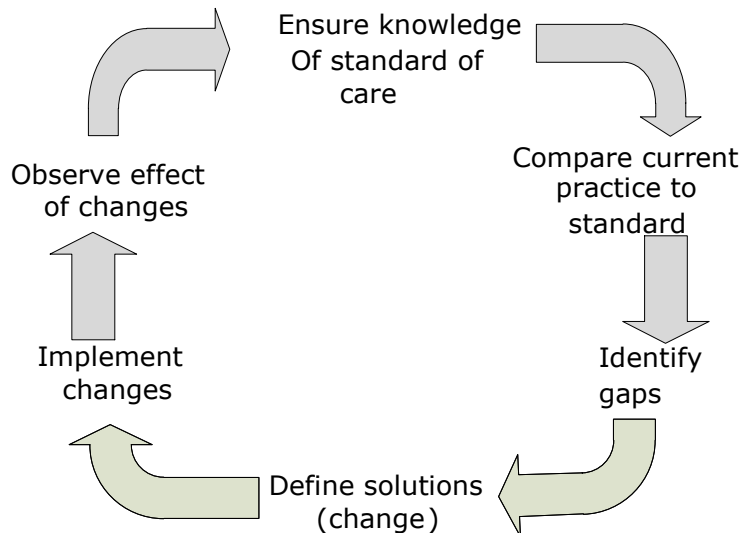 Ensure knowledge
Of standard of
care
Compare current
practice to
standard
Identify
gaps
Define solutions
(change)
Implement
changes
Observe effect
of changes